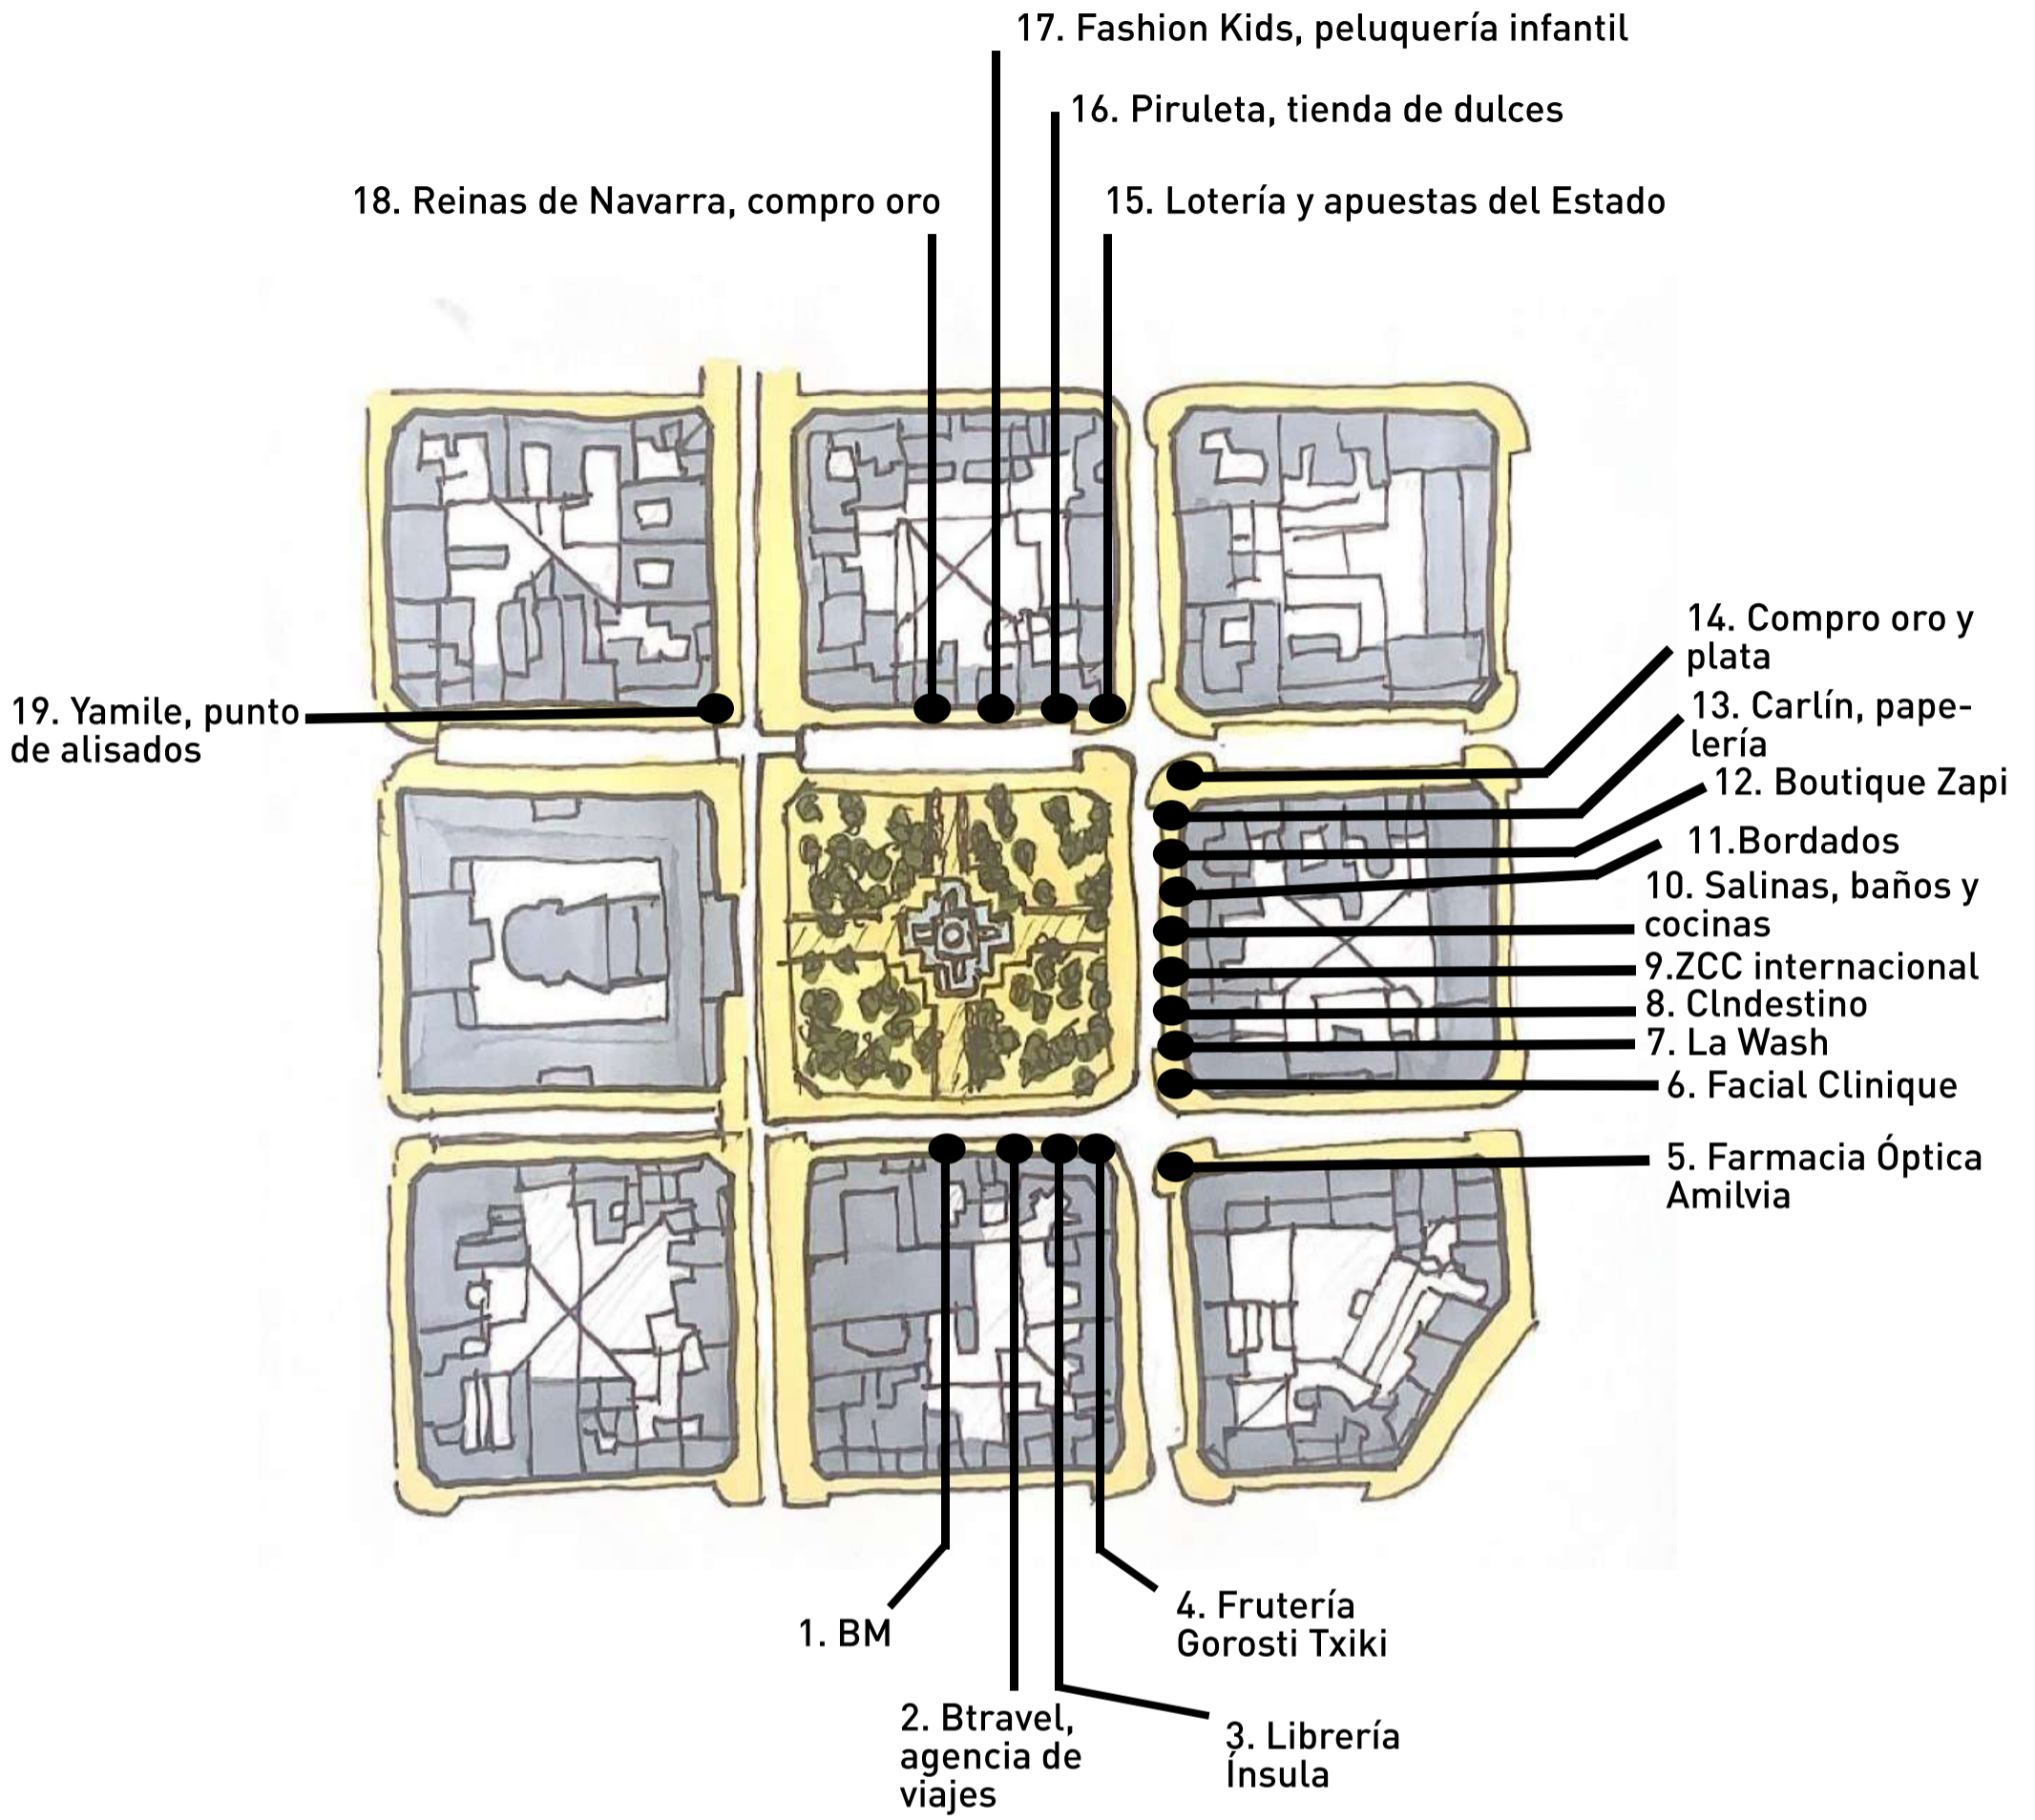 17. Fashion Kids, peluquería infantil
16. Piruleta, tienda de dulces
18. Reinas de Navarra, compro oro
15. Lotería y apuestas del Estado
14. Compro oro y
plata
13. Carlín, pape-
lería
12. Boutique Zapi
11.Bordados
10. Salinas, baños y
cocinas
9.ZCC internacional
8. Clndestino
7. La Wash
6. Facial Clinique
5. Farmacia Óptica
Amilvia
19. Yamile, punto
de alisados
4. Frutería
Gorosti Txiki
1. BM
2. Btravel,
agencia de
viajes
3. Librería
Ínsula